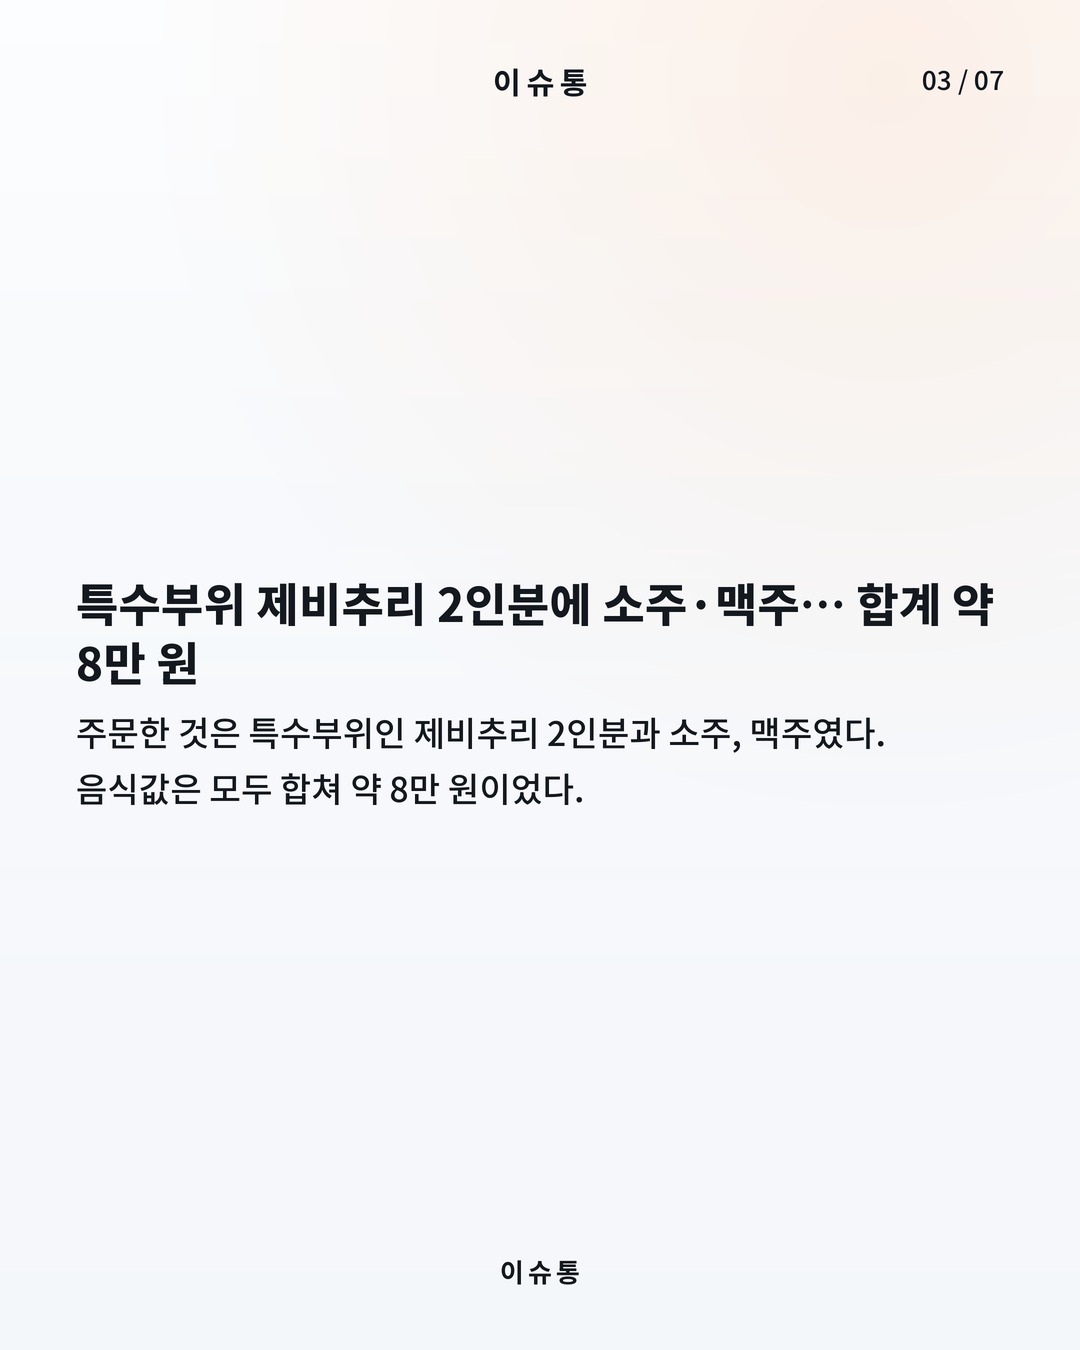 이슈통
03 / 07
특수부위 제비추리 2인분에 소주·맥주… 합계 약
8만 원
주문한 것은 특수부위인 제비추리 2인분과 소주, 맥주였다.
음식값은 모두 합쳐 약 8만 원이었다.
이슈통